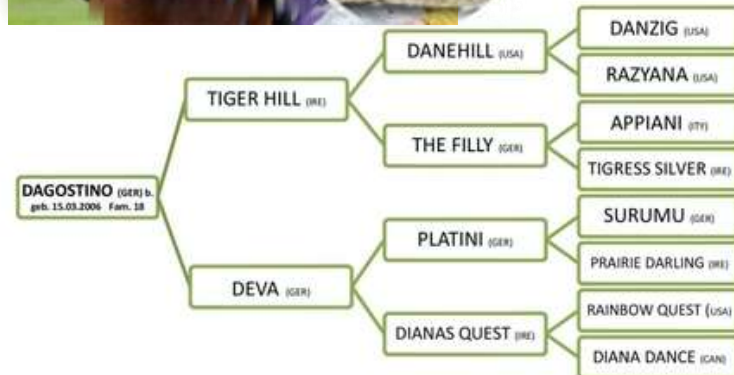 DANZIG (USA)
DANEHILL (USA)
RAZYANA (USA)
TIGER HILL (IRE)
APPIANI (ITY)
THE FILLY (GER)
TIGRESS SILVER (IRE)
DAGOSTINO (GER) b.
geb. 15.03.2006 Fam. 18
SURUMU (GER)
PLATINI (GER)
PRAIRIE DARLING (IRE)
DEVA (GER)
RAINBOW QUEST (USA)
DIANAS QUEST (IRE)
DIANA DANCE (CAN)